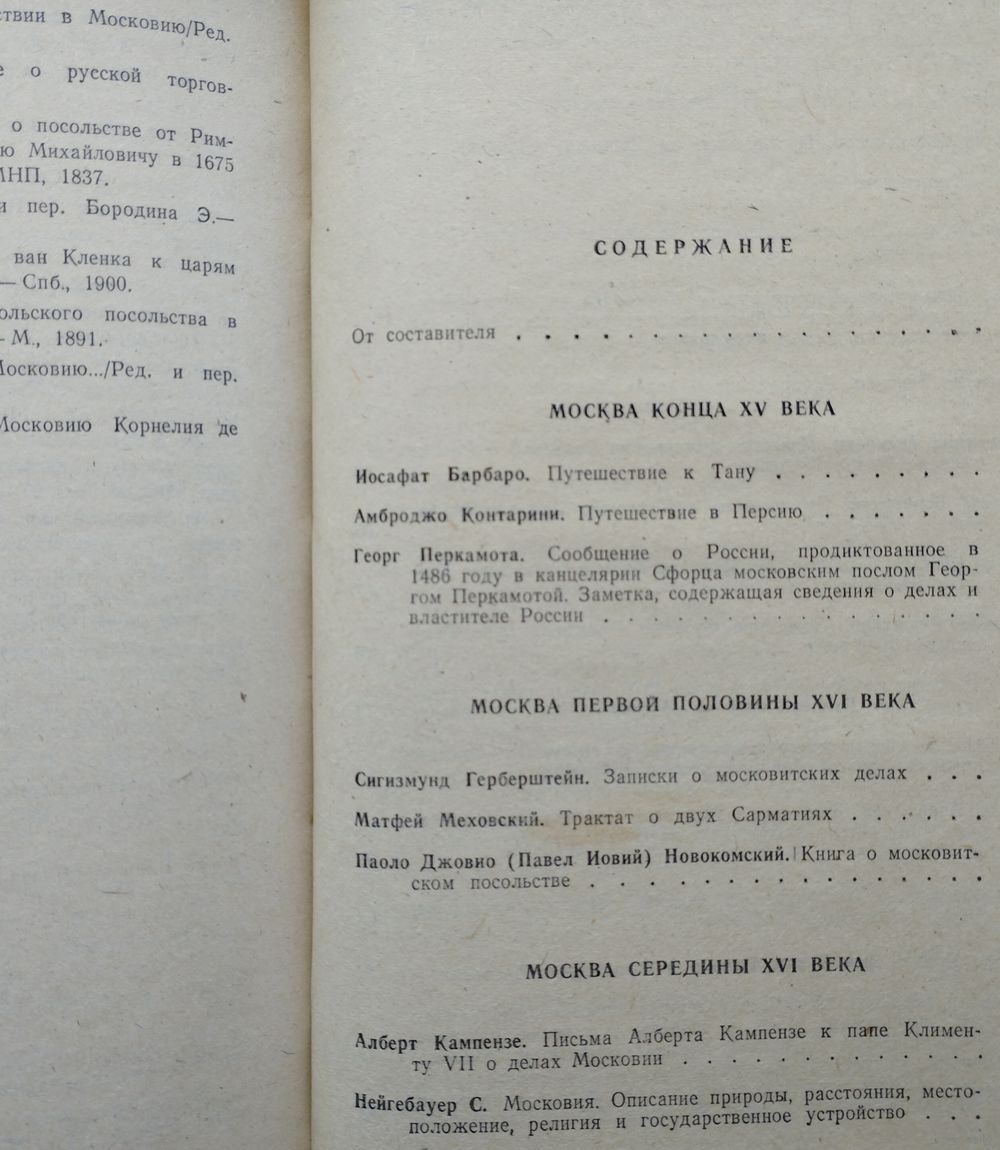 ствии в Московию/Ред.
е о русской торгов-
о посольстве от Рим-
ю Михайловичу в 1675
МНП, 1837.
и пер. Бородина Э.—
ван Кленка к царям
— Спб., 1900.
ольского посольства в
— М., 1891.
Московию.../Ред. и пер.
Московию Корнелия де
СОДЕРЖАНИЕ
От составителя . . . . . . . . . . . . . . . . .
МОСКВА КОНЦА XV ВЕКА
Иосафат Барбаро. Путешествие к Тану . . . . . . . .
Амброджо Контарини. Путешествие в Персию . . . . . .
Георг Перкамота. Сообщение о России, продиктованное в
1486 году в канцелярии Сфорца московским послом Геор-
гом Перкамотой. Заметка, содержащая сведения о делах и
властителе России . . . . . . . . . . . . . .
МОСКВА ПЕРВОЙ ПОЛОВИНЫ XVI ВЕКА
Сигизмунд Герберштейн. Записки о московитских делах . . .
Матфей Меховский. Трактат о двух Сарматиях . . . . . .
Паоло Джовио (Павел Иовий) Новокомский. Книга о московит-
ском посольстве . . . . . . . . . . . . . .
МОСКВА СЕРЕДИНЫ XVI ВЕКА
Алберт Кампензе. Письма Алберта Кампензе к папе Климен-
ту VII о делах Московии . . . . . . . . . . .
Нейгебауер С. Московия. Описание природы, расстояния, место-
положение, религия и государственное устройство . . .